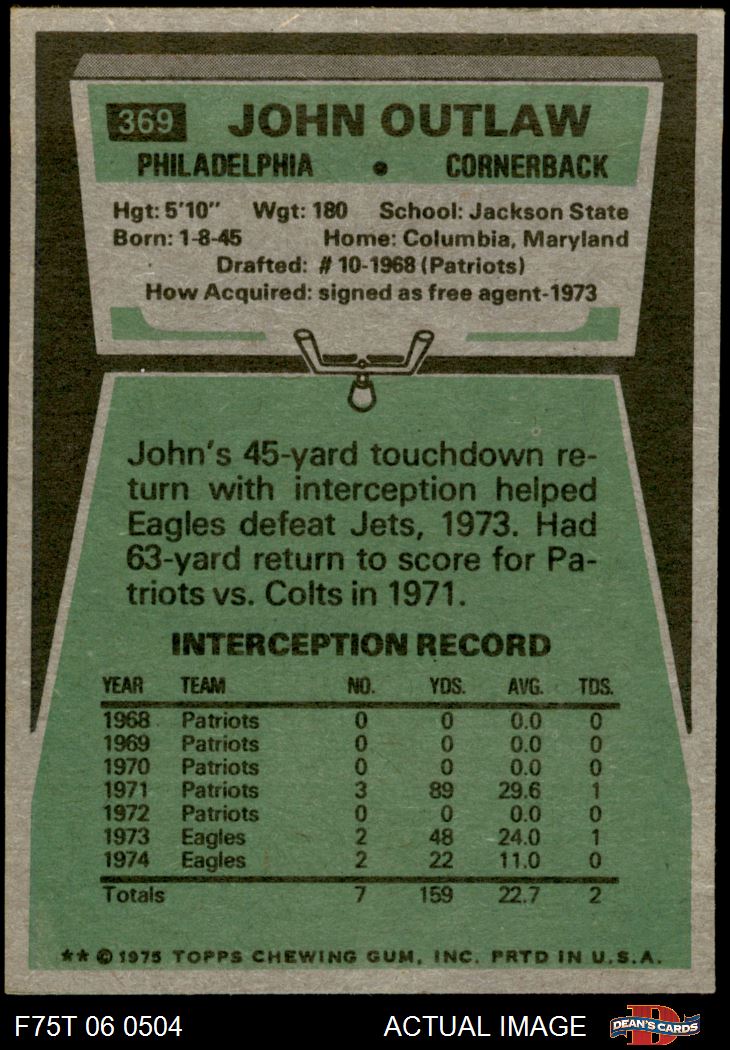 369 JOHN OUTLAW
PHILADELPHIA • CORNERBACK
Hgt: 5'10" Wgt: 180 School: Jackson State
Born: 1-8-45 Home: Columbia, Maryland
Drafted: #10-1968 (Patriots)
How Acquired: signed as free agent-1973
John's 45-yard touchdown re-
turn with interception helped
Eagles defeat Jets, 1973. Had
63-yard return to score for Pa-
triots vs. Colts in 1971.
INTERCEPTION RECORD
YEAR TEAM NO. YDS. AVG. TDS.
1968 Patriots 0 0 0.0 0
1969 Patriots 0 0 0.0 0
1970 Patriots 0 0 0.0 0
1971 Patriots 3 89 29.6 1
1972 Patriots 0 0 0.0 0
1973 Eagles 2 48 24.0 1
1974 Eagles 2 22 11.0 0
Totals 7 159 22.7 2
** © 1975 TOPPS CHEWING GUM, INC. PRTD IN U.S.A.
F75T 06 0504 ACTUAL IMAGE D DEAN'S CARDS